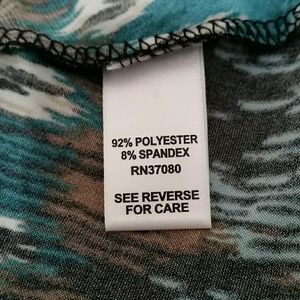 92% POLYESTER
8% SPANDEX
RN37080
SEE REVERSE
FOR CARE